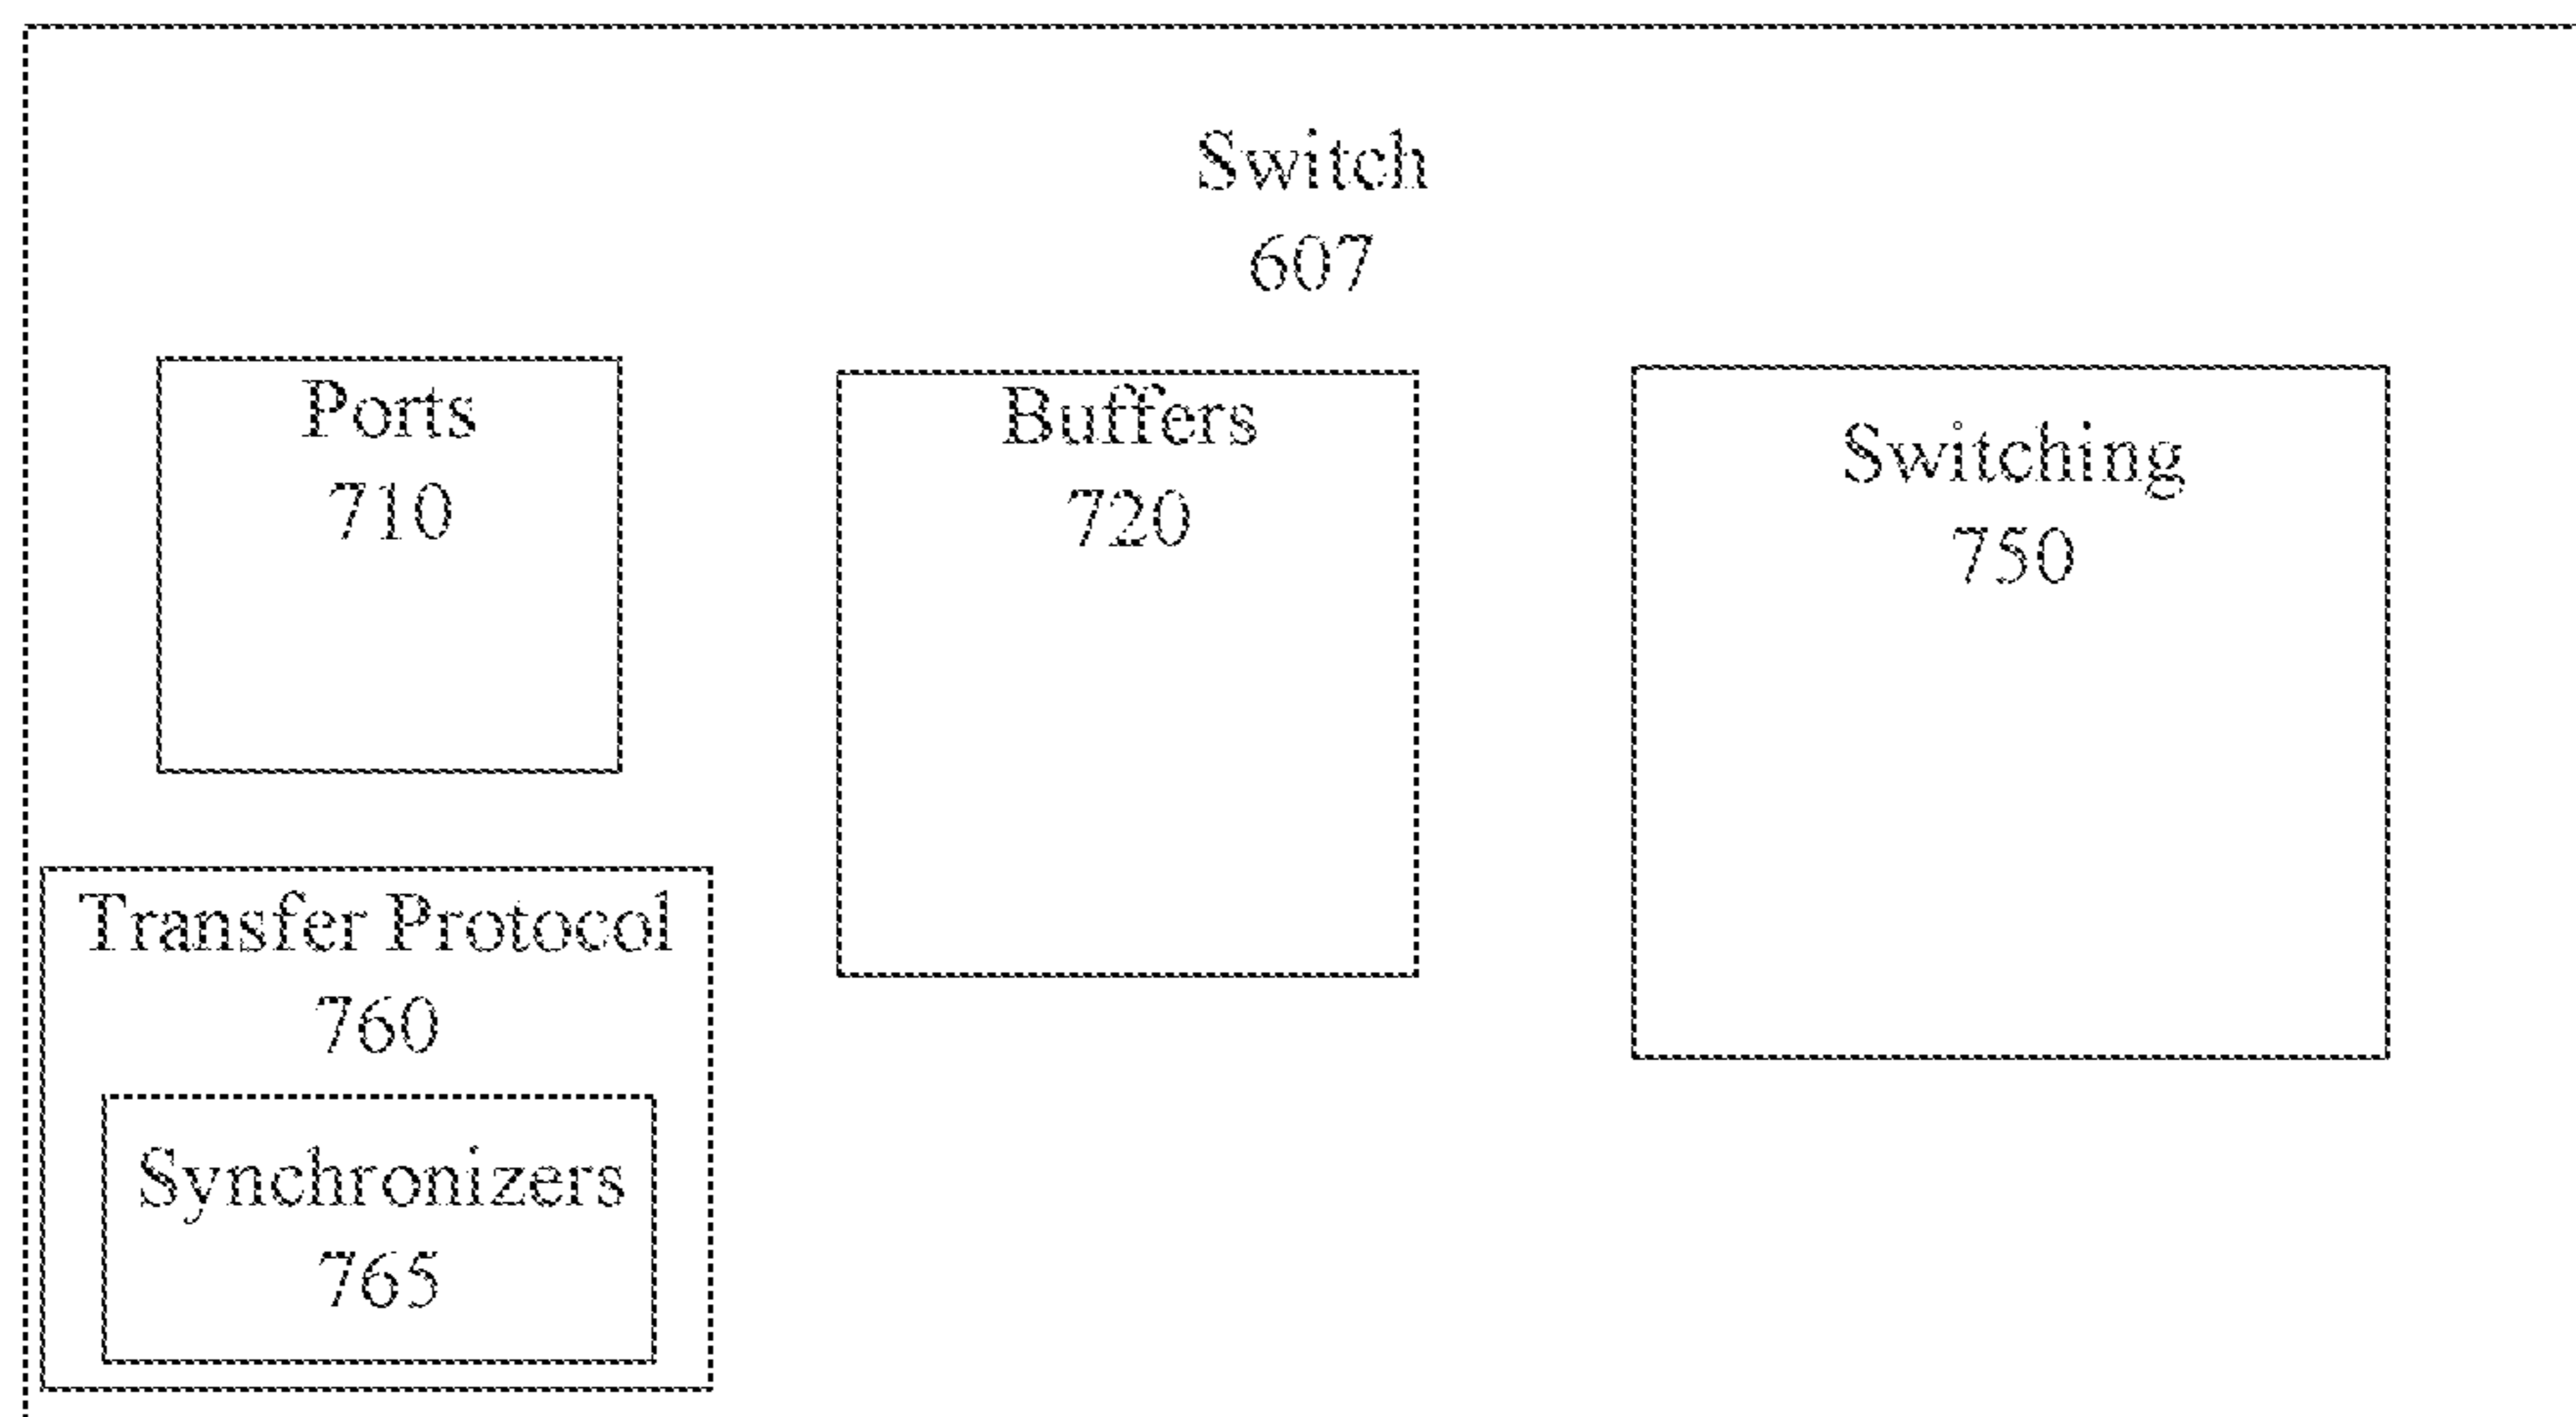 Switch
607
Ports
710
Buffers
720
Switching
750
Transfer Protocol
760
Synchronizers
765